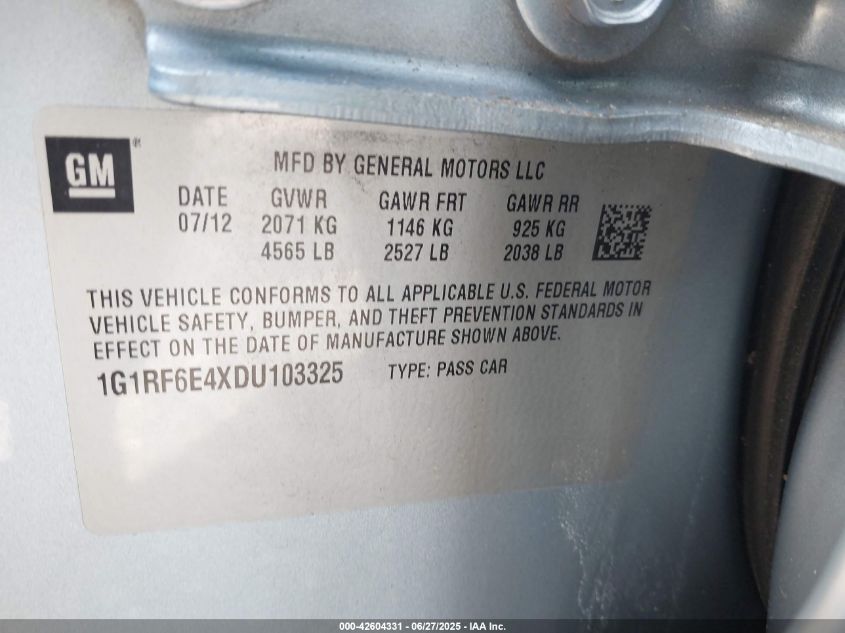 GM ®
MFD BY GENERAL MOTORS LLC
DATE GVWR GAWR FRT GAWR RR
07/12 2071 KG 1146 KG 925 KG
4565 LB 2527 LB 2038 LB
THIS VEHICLE CONFORMS TO ALL APPLICABLE U.S. FEDERAL MOTOR
VEHICLE SAFETY, BUMPER, AND THEFT PREVENTION STANDARDS IN
EFFECT ON THE DATE OF MANUFACTURE SHOWN ABOVE.
1G1RF6E4XDU103325 TYPE: PASS CAR
000-42604331 - 06/27/2025 - IAA Inc.